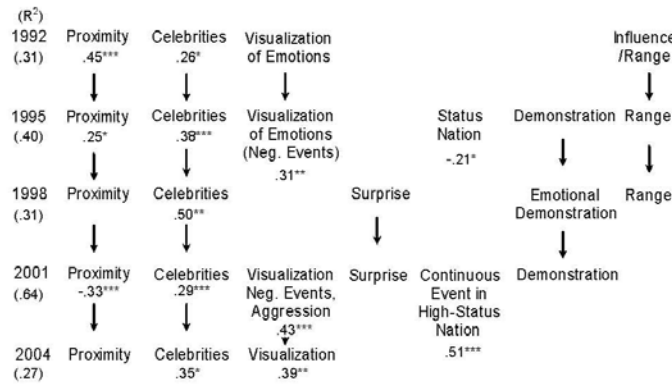 (R²)
1992 Proximity Celebrities Visualization Influence
(.31) .45*** .26* of Emotions /Range
1995 Proximity Celebrities Visualization Status Demonstration Range
(.40) .25* .38*** of Emotions Nation
(Neg. Events) -.21*
.31**
1998 Proximity Celebrities Surprise Emotional Range
(.31) .50** Demonstration
2001 Proximity Celebrities Visualization Surprise Continuous Demonstration
(.64) -.33*** .29*** Neg. Events, Event in
Aggression High-Status
.43*** Nation
.51***
2004 Proximity Celebrities Visualization
(.27) .35* .39**